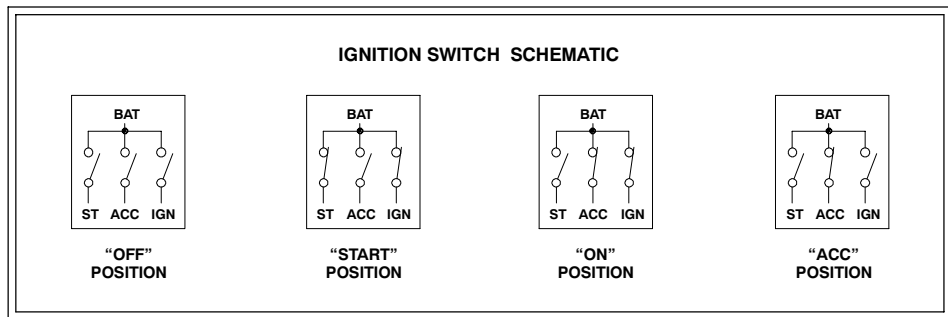 IGNITION SWITCH SCHEMATIC
BAT
ST ACC IGN
“OFF”
POSITION
BAT
ST ACC IGN
“START”
POSITION
BAT
ST ACC IGN
“ON”
POSITION
BAT
ST ACC IGN
“ACC”
POSITION